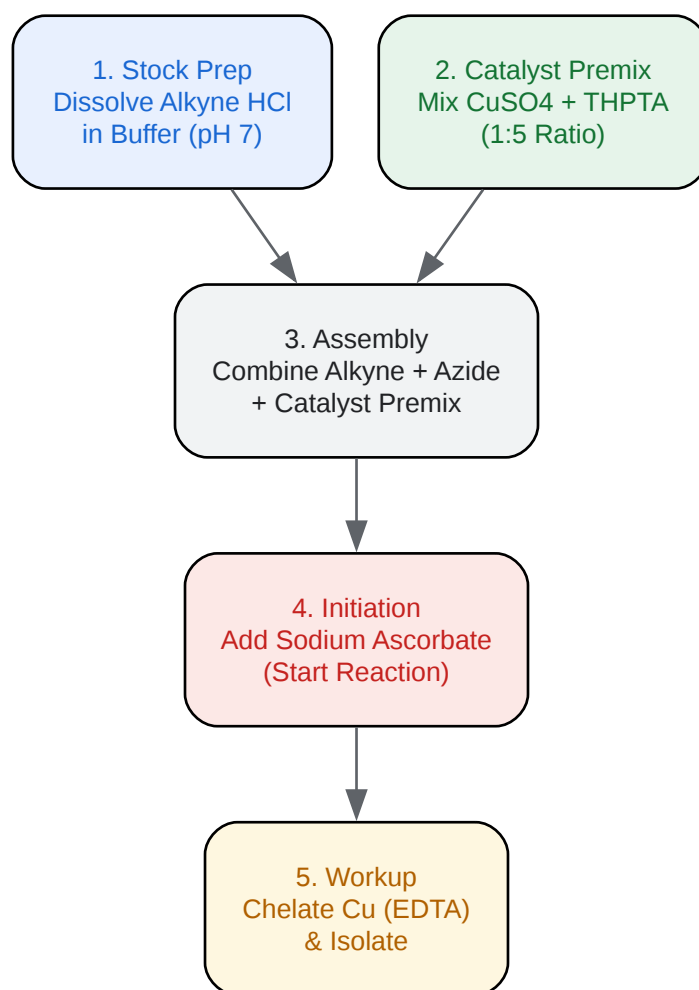 1. Stock Prep
Dissolve Alkyne HCl
in Buffer (pH 7)
2. Catalyst Premix
Mix CuSO4 + THPTA
(1:5 Ratio)
3. Assembly
Combine Alkyne + Azide
+ Catalyst Premix
4. Initiation
Add Sodium Ascorbate
(Start Reaction)
5. Workup
Chelate Cu (EDTA)
& Isolate